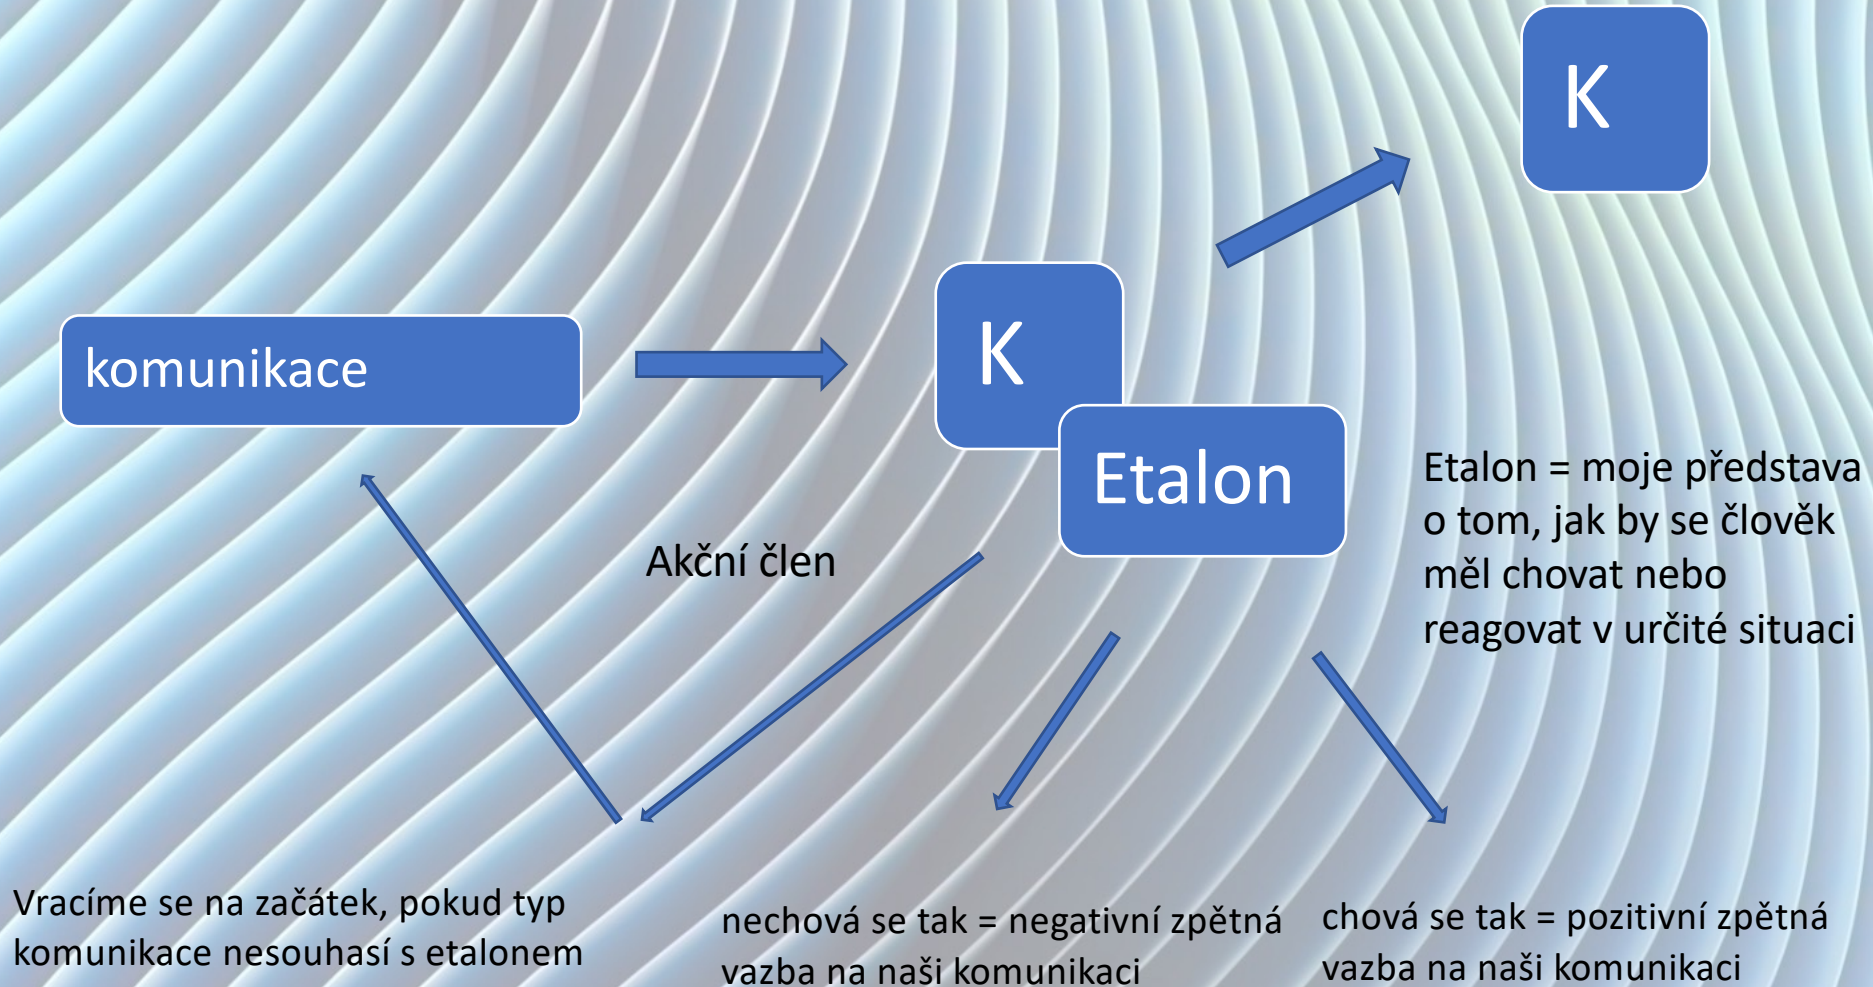 K
komunikace
K
Etalon
Etalon = moje představa
o tom, jak by se člověk
měl chovat nebo
reagovat v určité situaci
Akční člen
Vracíme se na začátek, pokud typ
komunikace nesouhasí s etalonem
nechová se tak = negativní zpětná
vazba na naši komunikaci
chová se tak = pozitivní zpětná
vazba na naši komunikaci